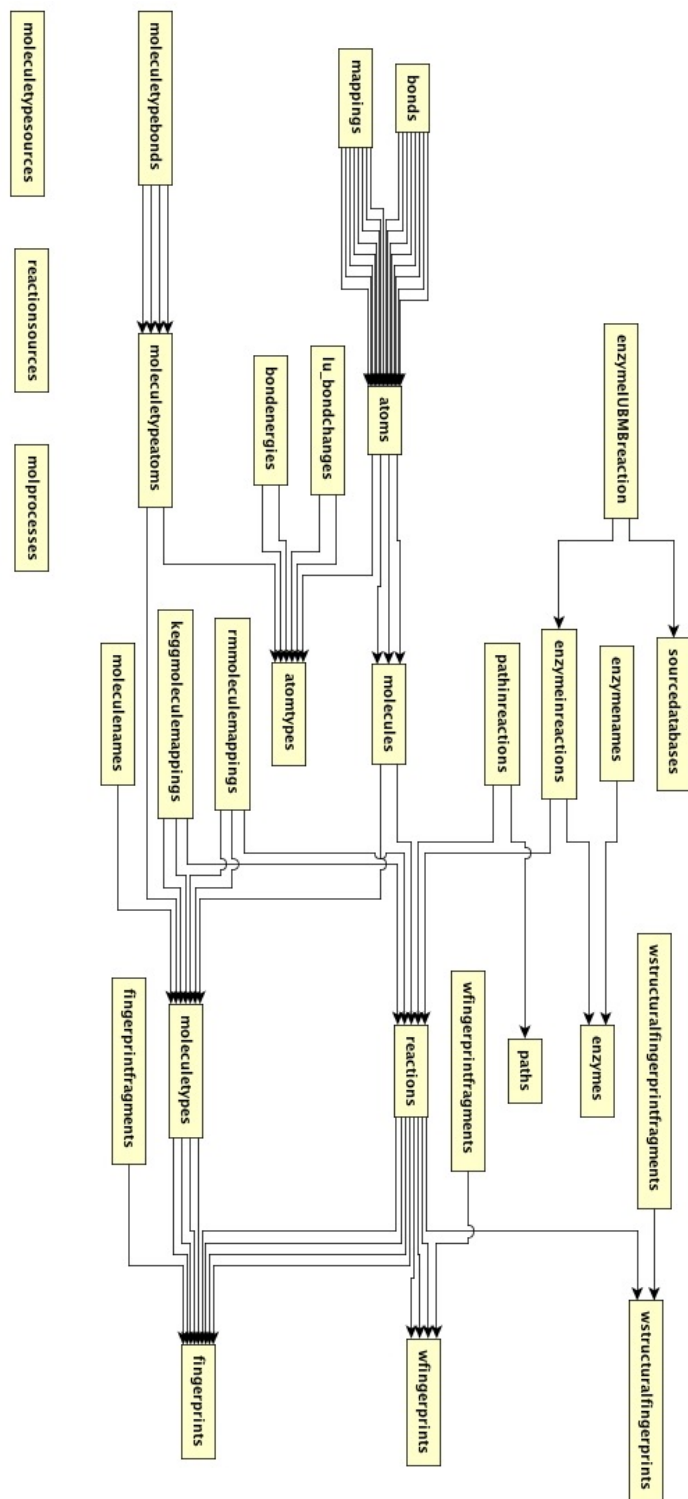 moleculetypesources
reactionsources
molprocesses
moleculetypebonds
moleculetypeatoms
moleculenames
fingerprintfragments
keggmoleculemappings
moleculetypes
fingerprints
rmmoleculemappings
bondenergies
atomtypes
lu_bondchanges
mappings
atoms
molecules
bonds
reactions
wfingerprints
wfingerprintfragments
pathinreactions
paths
enzymeinreactions
enzymes
enzymeIUBMBreaction
enzymenames
wstructuralfingerprintfragments
wstructuralfingerprints
sourcedatabases